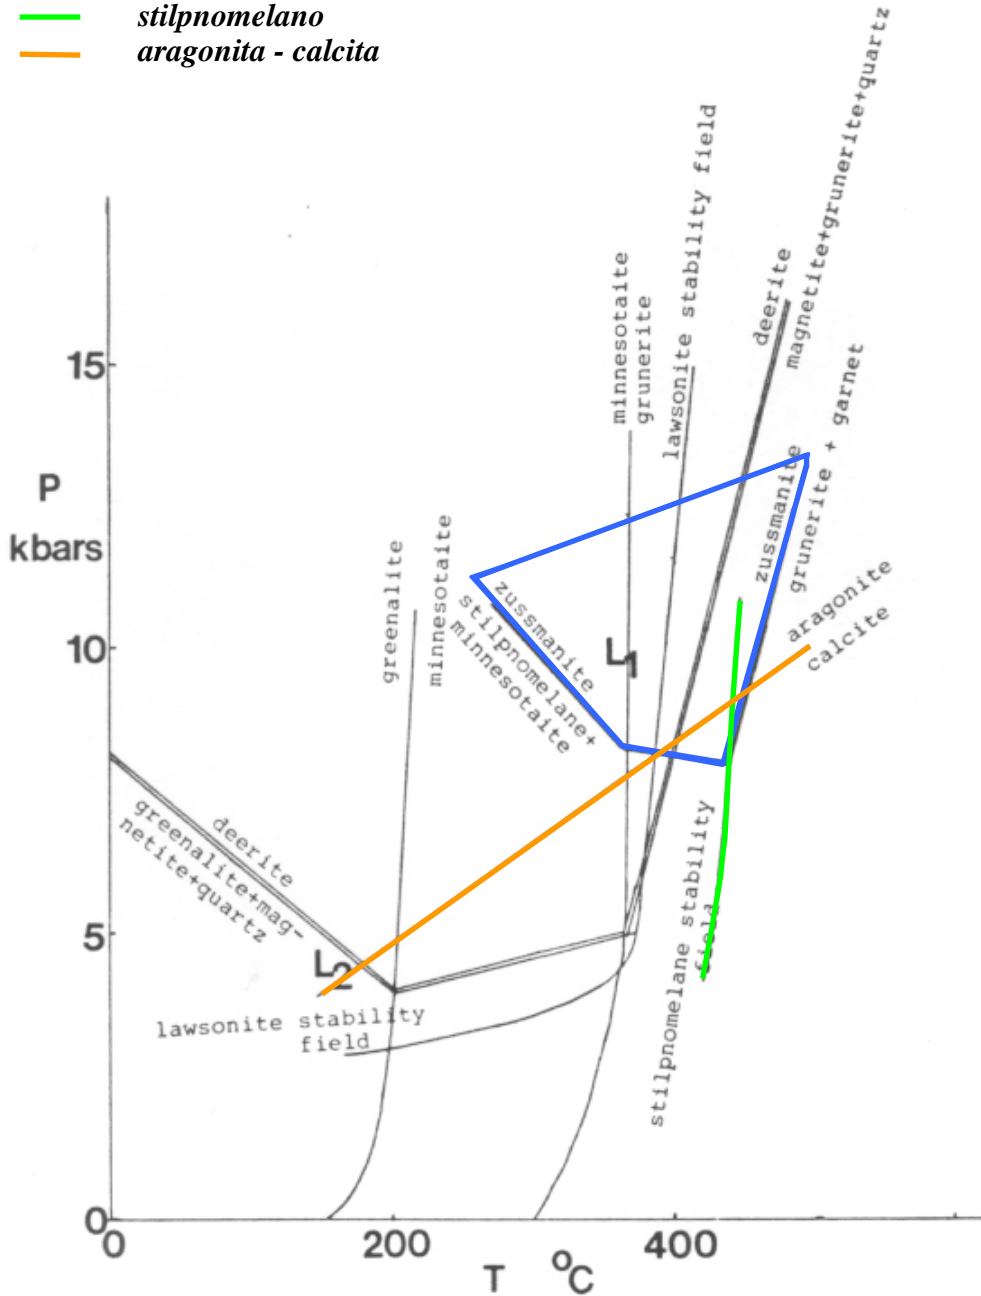 stilpnomelano
aragonita - calcita
magnetite+grunerite+quartz
lawsonite stability field
deerite
minnesotaite
grunerite
15
P
kbars
zussmanite
grunerite + garnet
greenalite
minnesotaite
zussmanite
stilpnomelane+
minnesotaite
aragonite
calcite
10
L1
deerite
greenalite+mag-
netite+quartz
stilpnomelane stability
field
5
L2
lawsonite stability
field
0
0
200
400
T °C